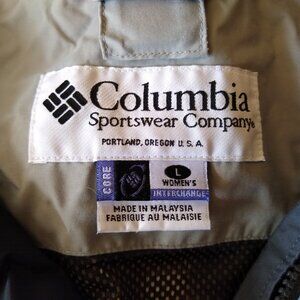 Columbia
Sportswear Company®
PORTLAND, OREGON U.S.A.
CORE
L
WOMEN'S
INTERCHANGE
MADE IN MALAYSIA
FABRIQUE AU MALAISIE